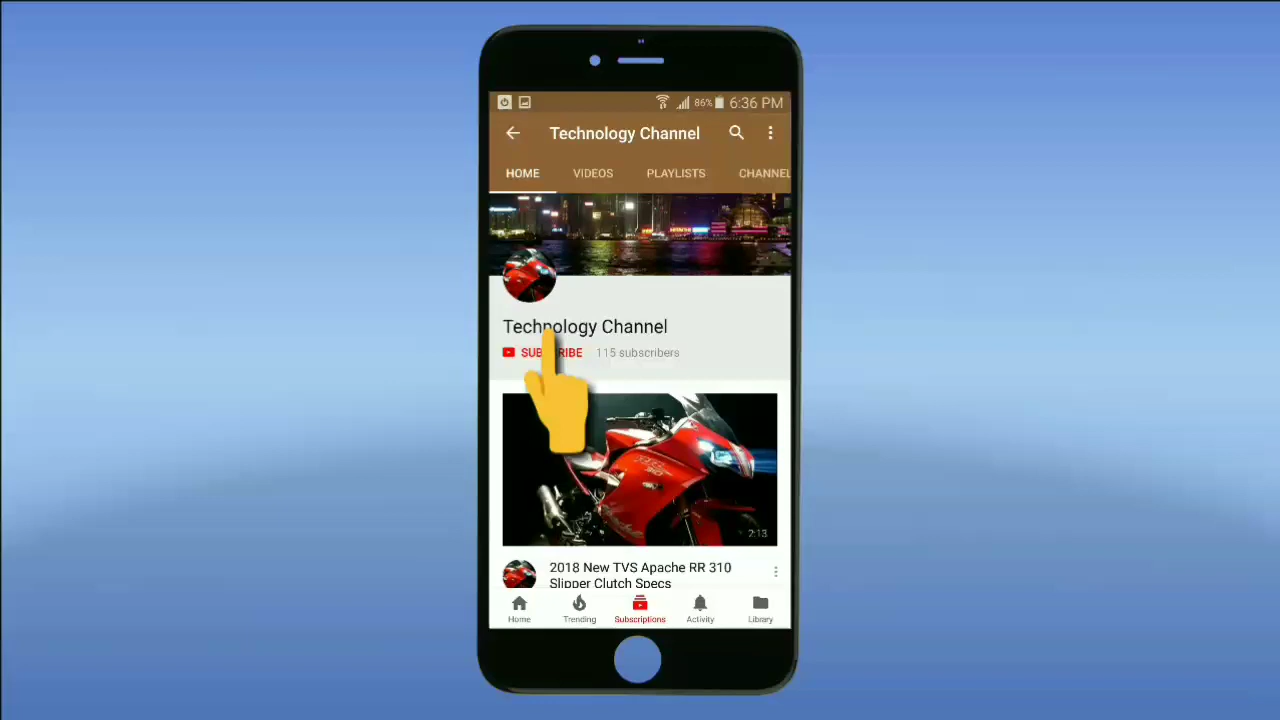 86% 6:36 PM
Technology Channel
HOME VIDEOS PLAYLISTS CHANNEL
Technology Channel
SUBSCRIBE 115 subscribers
2:13
2018 New TVS Apache RR 310
Slipper Clutch Specs
Home Trending Subscriptions Activity Library